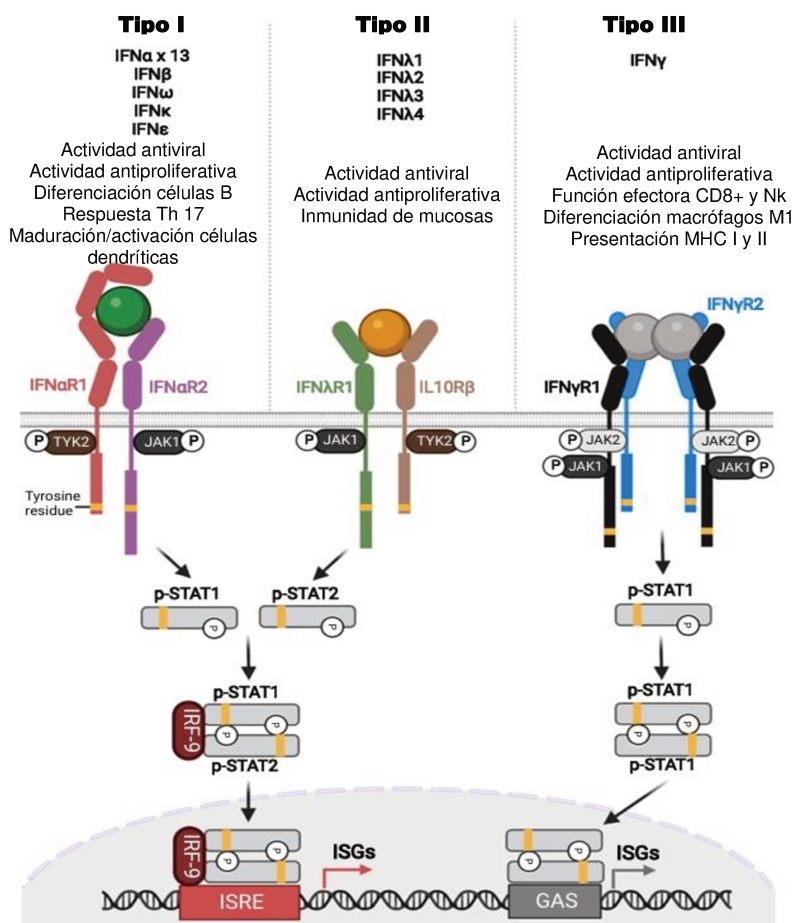 Tipo I
IFNα x 13
IFNβ
IFNω
IFNκ
IFNε
Actividad antiviral
Actividad antiproliferativa
Diferenciación células B
Respuesta Th 17
Maduración/activación células
dendríticas
Tipo II
IFNλ1
IFNλ2
IFNλ3
IFNλ4
Actividad antiviral
Actividad antiproliferativa
Inmunidad de mucosas
Tipo III
IFNγ
Actividad antiviral
Actividad antiproliferativa
Función efectora CD8+ y Nk
Diferenciación macrófagos M1
Presentación MHC I y II
IFNαR1
IFNαR2
P
TYK2
JAK1
P
Tyrosine
residue
IFNλR1
IL10Rβ
P
JAK1
TYK2
P
IFNγR2
IFNγR1
P
JAK2
JAK2
P
P
JAK1
JAK1
P
p-STAT1
P
p-STAT2
P
p-STAT1
IRF-9
P
P
p-STAT2
IRF-9
P
P
ISRE
ISGs
p-STAT1
P
p-STAT1
P
P
p-STAT1
P
P
GAS
ISGs